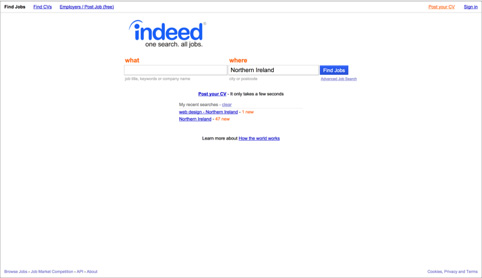 Find Jobs Find CVs Employers / Post Job (free) Post your CV Sign in
indeed
one search. all jobs.
what where
Northern Ireland Find Jobs
job title, keywords or company name city or postcode Advanced Job Search
Post your CV - It only takes a few seconds
My recent searches - clear
web design - Northern Ireland - 1 new
Northern Ireland - 47 new
Learn more about How the world works
Browse Jobs - Job Market Competition - API - About Cookies, Privacy and Terms